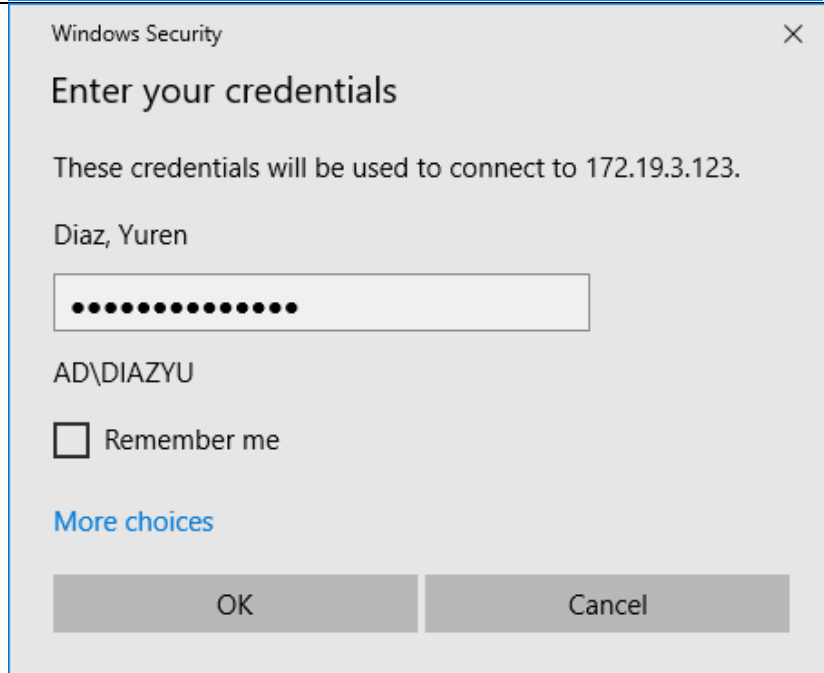 Windows Security
Enter your credentials
These credentials will be used to connect to 172.19.3.123.
Diaz, Yuren
••••••••••••••
AD\DIAZYU
Remember me
More choices
OK Cancel